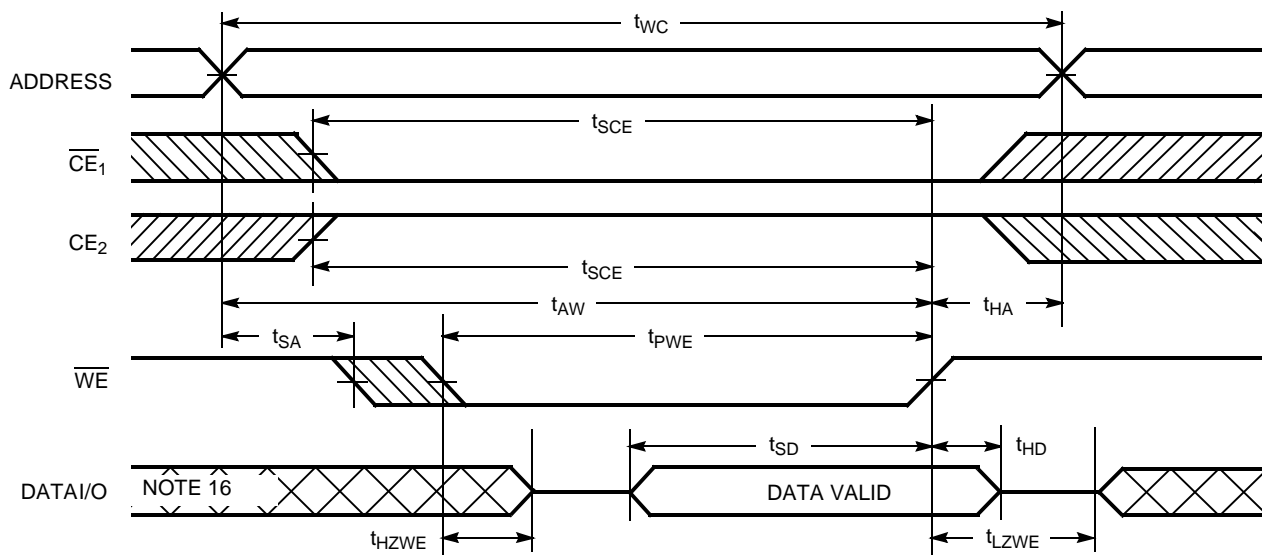 tWC
ADDRESS
tSCE
CE1
CE2
tSCE
tAW
tHA
tSA
tPWE
WE
tSD
tHD
DATAI/O
NOTE 16
DATA VALID
tHZWE
tLZWE